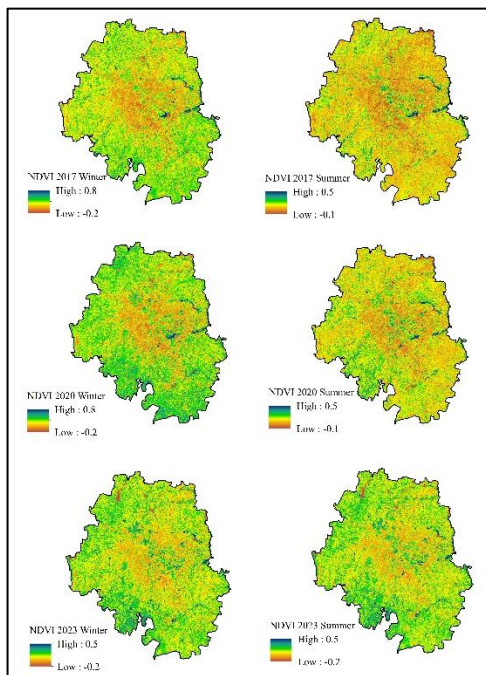 NDVI 2017 Winter
High : 0.8
Low : -0.2
NDVI 2017 Summer
High : 0.5
Low : -0.1
NDVI 2020 Winter
High : 0.8
Low : -0.2
NDVI 2020 Summer
High : 0.5
Low : -0.1
NDVI 2023 Winter
High : 0.5
Low : -0.2
NDVI 2023 Summer
High : 0.5
Low : -0.2